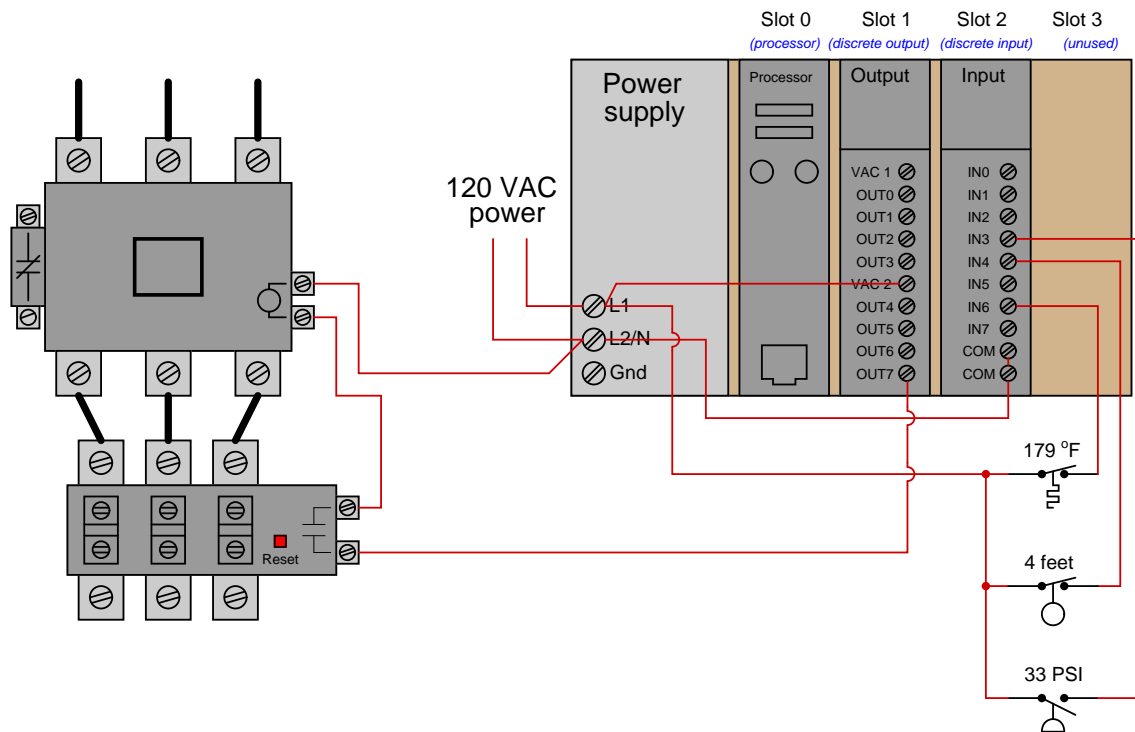 Slot 0 Slot 1 Slot 2 Slot 3
(processor) (discrete output) (discrete input) (unused)
Power
supply
Processor
Output
Input
120 VAC
power
L1
L2/N
Gnd
VAC 1
OUT0
OUT1
OUT2
OUT3
VAC 2
OUT4
OUT5
OUT6
OUT7
IN0
IN1
IN2
IN3
IN4
IN5
IN6
IN7
COM
COM
179 °F
4 feet
33 PSI
Reset